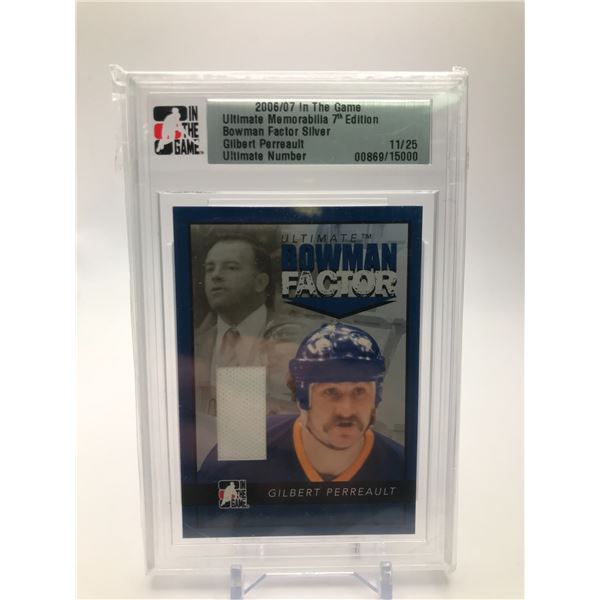 IN
THE
GAME
2006/07 In The Game
Ultimate Memorabilia 7th Edition
Bowman Factor Silver
Gilbert Perreault 11/25
Ultimate Number 00869/15000
ULTIMATE™
BOWMAN
FACTOR
IN
THE
GAME
GILBERT PERREAULT